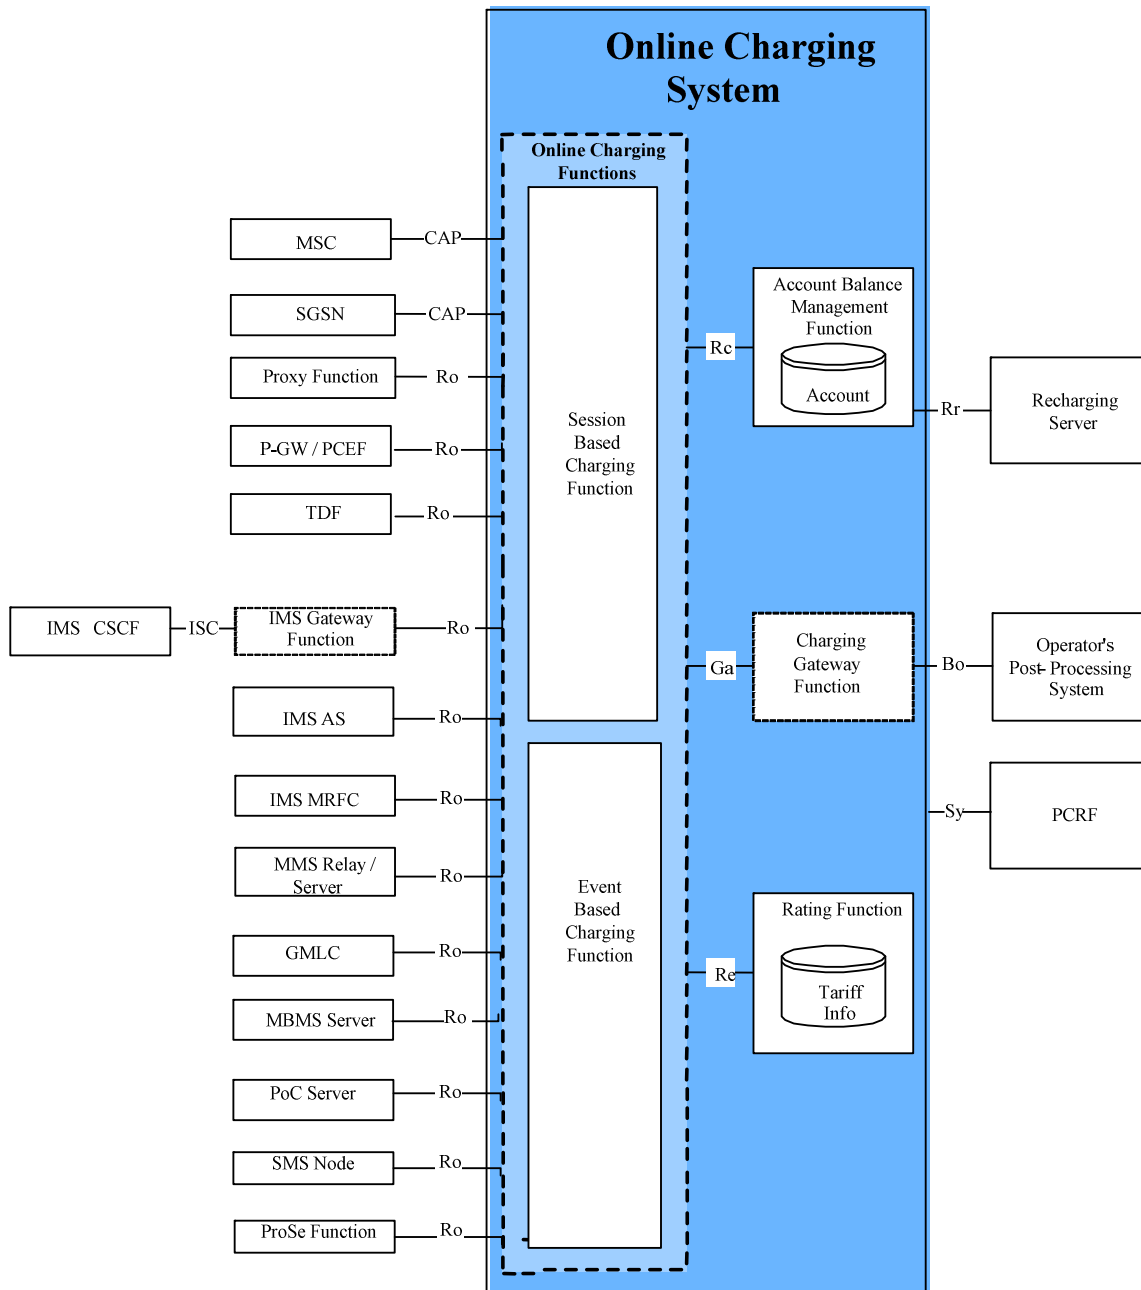 Online Charging
System
Online Charging
Functions
MSC
CAP
SGSN
CAP
Proxy Function
Ro
P-GW / PCEF
Ro
TDF
Ro
IMS CSCF
ISC
IMS Gateway
Function
Ro
IMS AS
Ro
IMS MRFC
Ro
MMS Relay /
Server
Ro
GMLC
Ro
MBMS Server
Ro
PoC Server
Ro
SMS Node
Ro
ProSe Function
Ro
Session
Based
Charging
Function
Event
Based
Charging
Function
Rc
Account Balance
Management
Function
Account
Rr
Recharging
Server
Ga
Charging
Gateway
Function
Bo
Operator's
Post-Processing
System
Sy
PCRF
Re
Rating Function
Tariff
Info